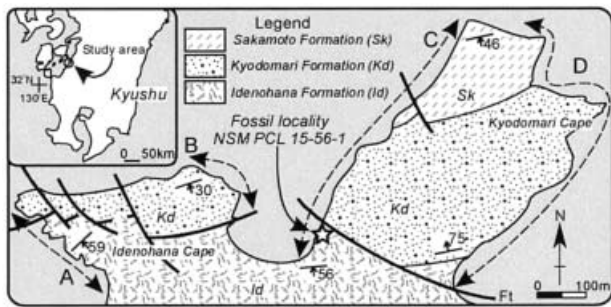 Legend
Study area
32°N
130°E
Kyushu
0 50km
Sakamoto Formation (Sk)
Kyodomari Formation (Kd)
Idenohana Formation (Id)
C
46
Sk
D
Kyodomari Cape
Fossil locality
NSM PCL 15-56-1
B
30
Kd
Kd
59
Idenohana Cape
75
N
A
56
Id
Ft
0 100m